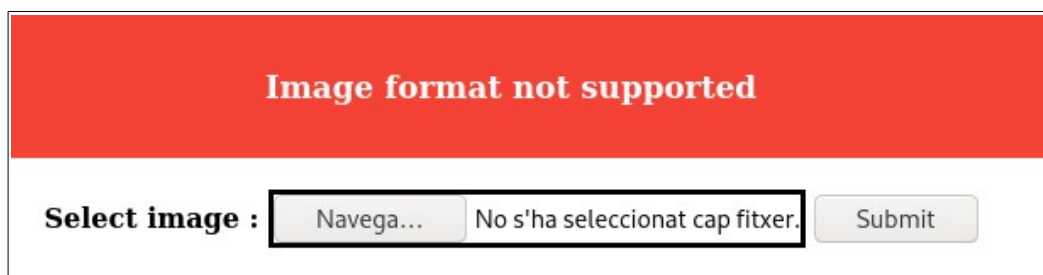 Image format not supported
Select image : Navega... No s'ha seleccionat cap fitxer. Submit